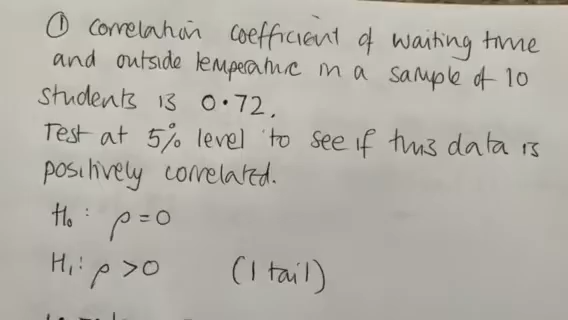 ① correlation coefficient of waiting time
and outside temperature in a sample of 10
students is 0.72.
Test at 5% level to see if this data is
positively correlated.
H₀: ρ=0
H₁: ρ>0 (1 tail)